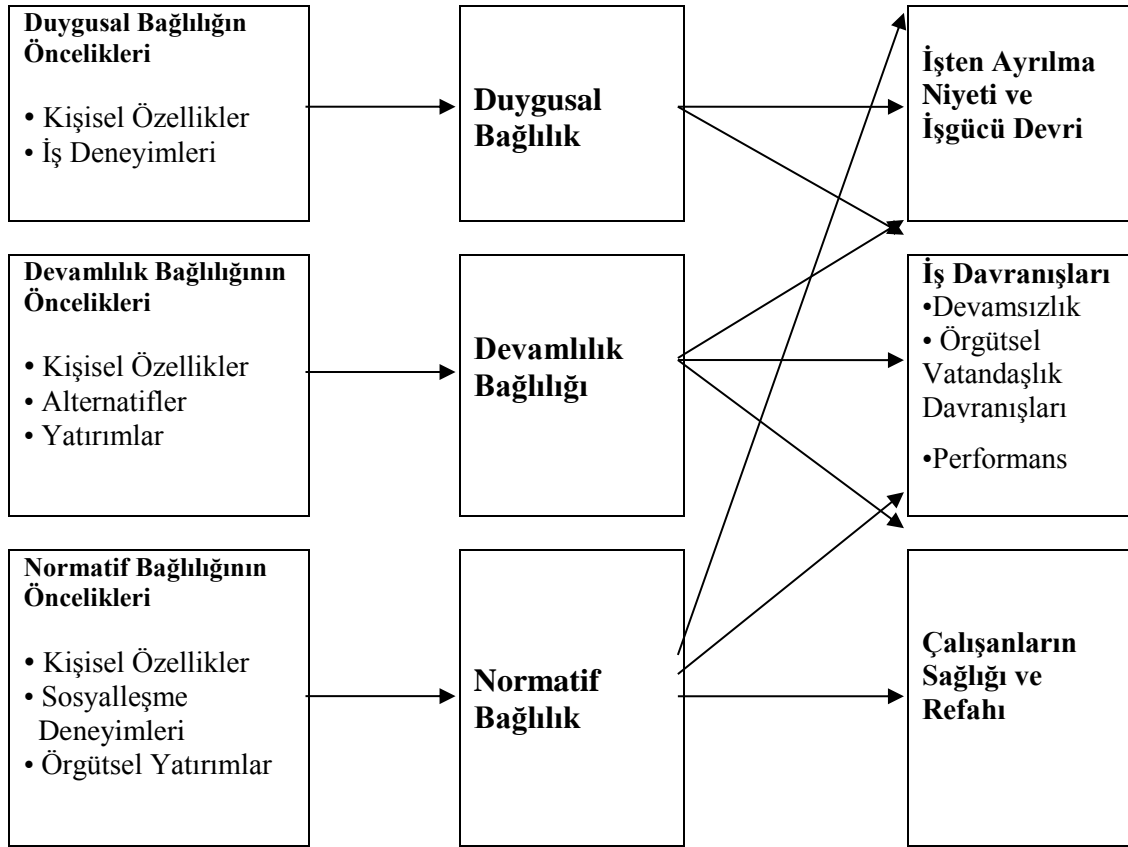 Duygusal Bağlılığın
Öncelikleri
• Kişisel Özellikler
• İş Deneyimleri
Duygusal
Bağlılık
İşten Ayrılma
Niyeti ve
İşgücü Devri
Devamlılık Bağlılığının
Öncelikleri
• Kişisel Özellikler
• Alternatifler
• Yatırımlar
Devamlılık
Bağlılığı
İş Davranışları
•Devamsızlık
• Örgütsel
Vatandaşlık
Davranışları
•Performans
Normatif Bağlılığının
Öncelikleri
• Kişisel Özellikler
• Sosyalleşme
Deneyimleri
• Örgütsel Yatırımlar
Normatif
Bağlılık
Çalışanların
Sağlığı ve
Refahı